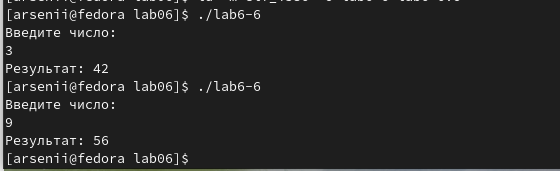 [arsenii@fedora lab06]$ ./lab6-6
Введите число:
3
Результат: 42
[arsenii@fedora lab06]$ ./lab6-6
Введите число:
9
Результат: 56
[arsenii@fedora lab06]$